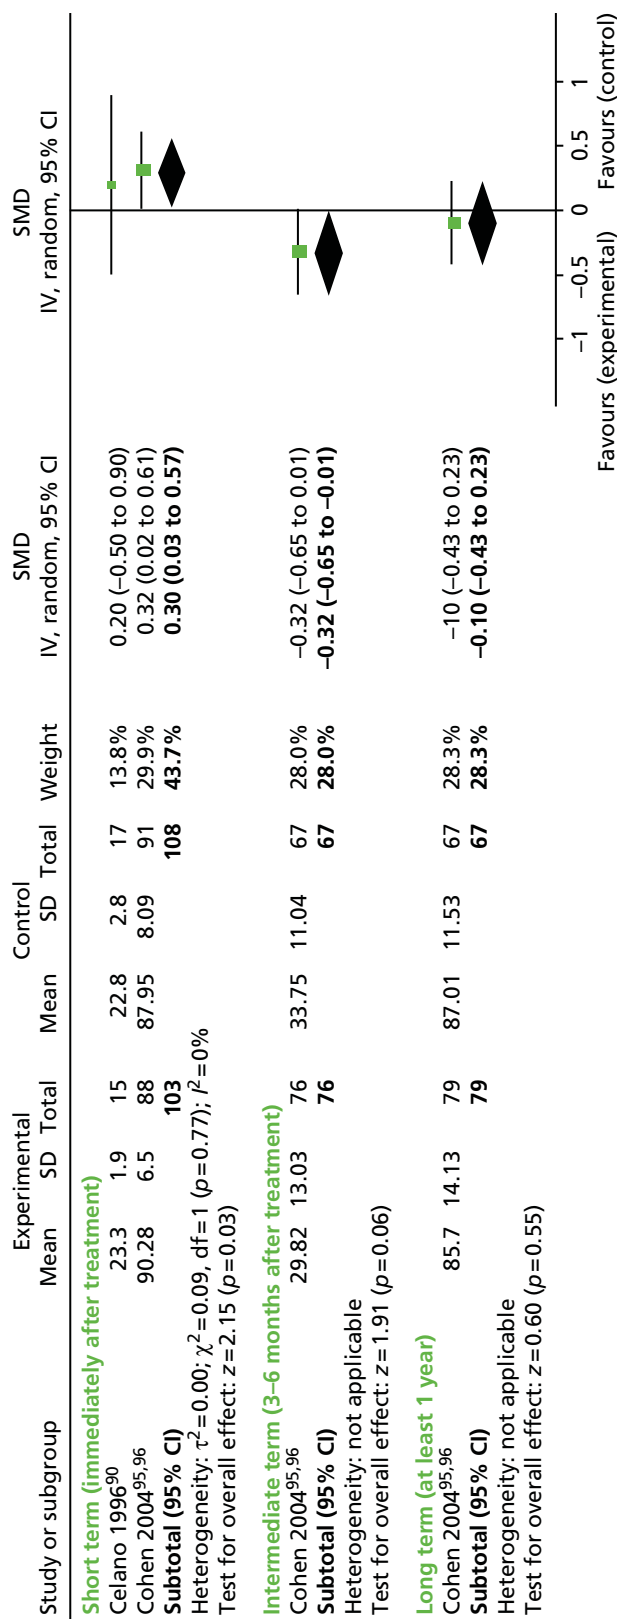 Experimental Control SMD SMD
Study or subgroup Mean SD Total Mean SD Total Weight IV, random, 95% CI IV, random, 95% CI
Short term (immediately after treatment)
Celano 1996⁹⁰ 23.3 1.9 15 22.8 2.8 17 13.8% 0.20 (−0.50 to 0.90)
Cohen 2004⁹⁵,⁹⁶ 90.28 6.5 88 87.95 8.09 91 29.9% 0.32 (0.02 to 0.61)
Subtotal (95% CI) 103 108 43.7% 0.30 (0.03 to 0.57)
Heterogeneity: τ²=0.00; χ²=0.09, df=1 (p=0.77); I²=0%
Test for overall effect: z=2.15 (p=0.03)
Intermediate term (3–6 months after treatment)
Cohen 2004⁹⁵,⁹⁶ 29.82 13.03 76 33.75 11.04 67 28.0% −0.32 (−0.65 to 0.01)
Subtotal (95% CI) 76 67 28.0% −0.32 (−0.65 to −0.01)
Heterogeneity: not applicable
Test for overall effect: z=1.91 (p=0.06)
Long term (at least 1 year)
Cohen 2004⁹⁵,⁹⁶ 85.7 14.13 79 87.01 11.53 67 28.3% −10 (−0.43 to 0.23)
Subtotal (95% CI) 79 67 28.3% −0.10 (−0.43 to 0.23)
Heterogeneity: not applicable
Test for overall effect: z=0.60 (p=0.55)
−1 −0.5 0 0.5 1
Favours (experimental) Favours (control)